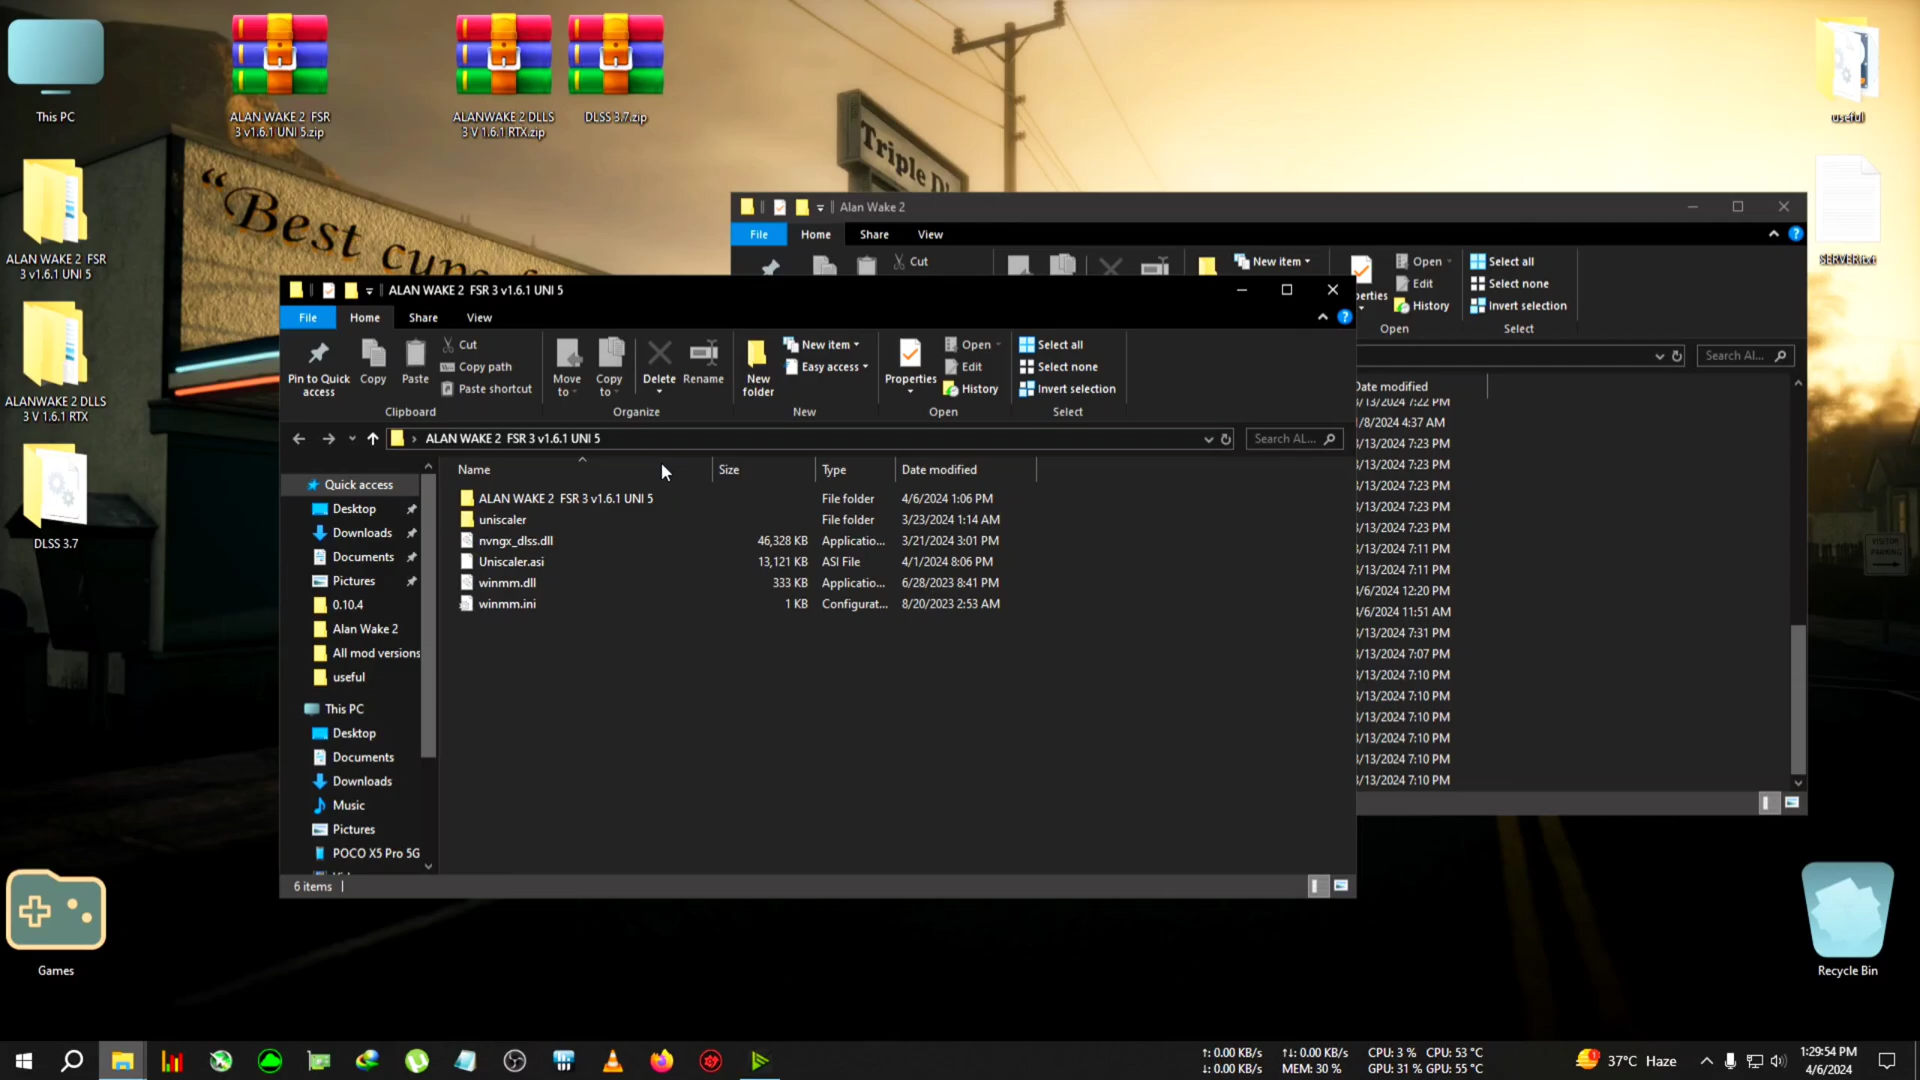 This PC
ALAN WAKE 2  FSR
3 v1.6.1 UNI 5.zip
ALANWAKE 2 DLLS
3 V 1.6.1 RTX.zip
DLSS 3.7.zip
useful
SERVER.txt
ALAN WAKE 2  FSR
3 v1.6.1 UNI 5
ALANWAKE 2 DLLS
3 V 1.6.1 RTX
DLSS 3.7
Games
Recycle Bin
“Best cup
Triple D
VISITOR
PARKING
Alan Wake 2
File
Home
Share
View
Cut
New item
Open
Edit
History
Select all
Select none
Invert selection
Open
Select
Search Al...
Date modified
/13/2024 7:22 PM
/8/2024 4:37 AM
/13/2024 7:23 PM
/13/2024 7:23 PM
/13/2024 7:23 PM
/13/2024 7:23 PM
/13/2024 7:23 PM
/13/2024 7:11 PM
/13/2024 7:11 PM
/6/2024 12:20 PM
/6/2024 11:51 AM
/13/2024 7:31 PM
/13/2024 7:07 PM
/13/2024 7:10 PM
/13/2024 7:10 PM
/13/2024 7:10 PM
/13/2024 7:10 PM
/13/2024 7:10 PM
/13/2024 7:10 PM
ALAN WAKE 2  FSR 3 v1.6.1 UNI 5
File
Home
Share
View
Pin to Quick
access
Copy
Paste
Cut
Copy path
Paste shortcut
Clipboard
Move
to
Copy
to
Delete
Rename
Organize
New
folder
New item
Easy access
New
Properties
Open
Edit
History
Open
Select all
Select none
Invert selection
Select
ALAN WAKE 2  FSR 3 v1.6.1 UNI 5
Search AL...
Name Size Type Date modified
ALAN WAKE 2  FSR 3 v1.6.1 UNI 5 File folder 4/6/2024 1:06 PM
uniscaler File folder 3/23/2024 1:14 AM
nvngx_dlss.dll 46,328 KB Applicatio... 3/21/2024 3:01 PM
Uniscaler.asi 13,121 KB ASI File 4/1/2024 8:06 PM
winmm.dll 333 KB Applicatio... 6/28/2023 8:41 PM
winmm.ini 1 KB Configurat... 8/20/2023 2:53 AM
Quick access
Desktop
Downloads
Documents
Pictures
0.10.4
Alan Wake 2
All mod versions
useful
This PC
Desktop
Documents
Downloads
Music
Pictures
POCO X5 Pro 5G
6 items
↑: 0.00 KB/s
↓: 0.00 KB/s
↑↓: 0.00 KB/s
MEM: 30 %
CPU: 3 %  CPU: 53 °C
GPU: 31 %  GPU: 55 °C
37°C  Haze
1:29:54 PM
4/6/2024